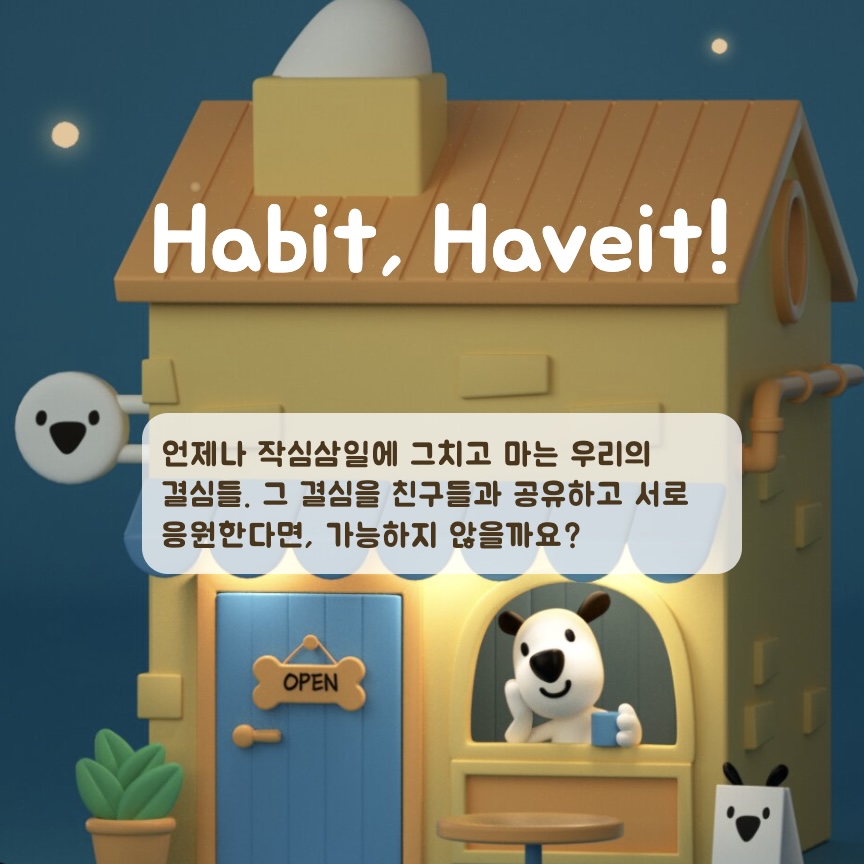 Habit, Haveit!
언제나 작심삼일에 그치고 마는 우리의
결심들. 그 결심을 친구들과 공유하고 서로
응원한다면, 가능하지 않을까요?
OPEN